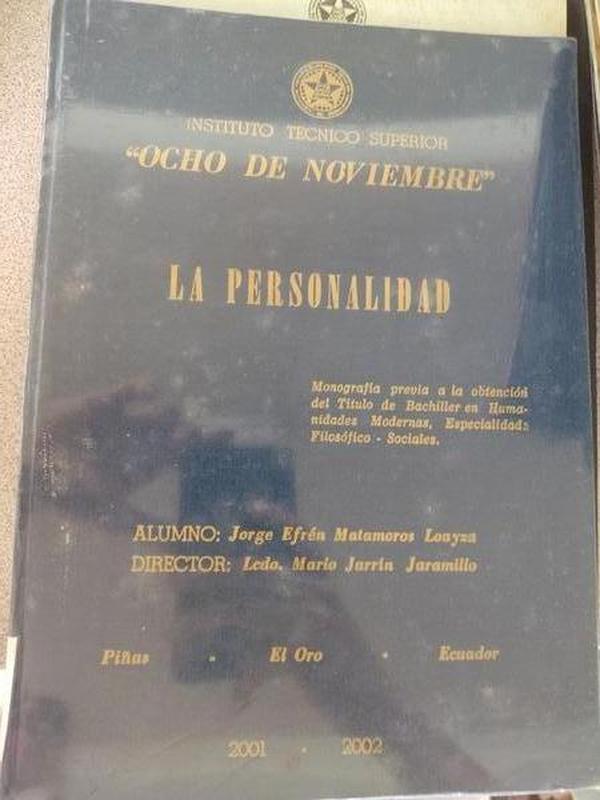 INSTITUTO TECNICO SUPERIOR
“OCHO DE NOVIEMBRE”
LA PERSONALIDAD
Monografía previa a la obtención
del Título de Bachiller en Huma-
nidades Modernas, Especialidad:
Filosófico - Sociales.
ALUMNO: Jorge Efrén Matamoros Loayza
DIRECTOR: Lcdo. Mario Jarrín Jaramillo
Piñas - El Oro - Ecuador
2001 - 2002